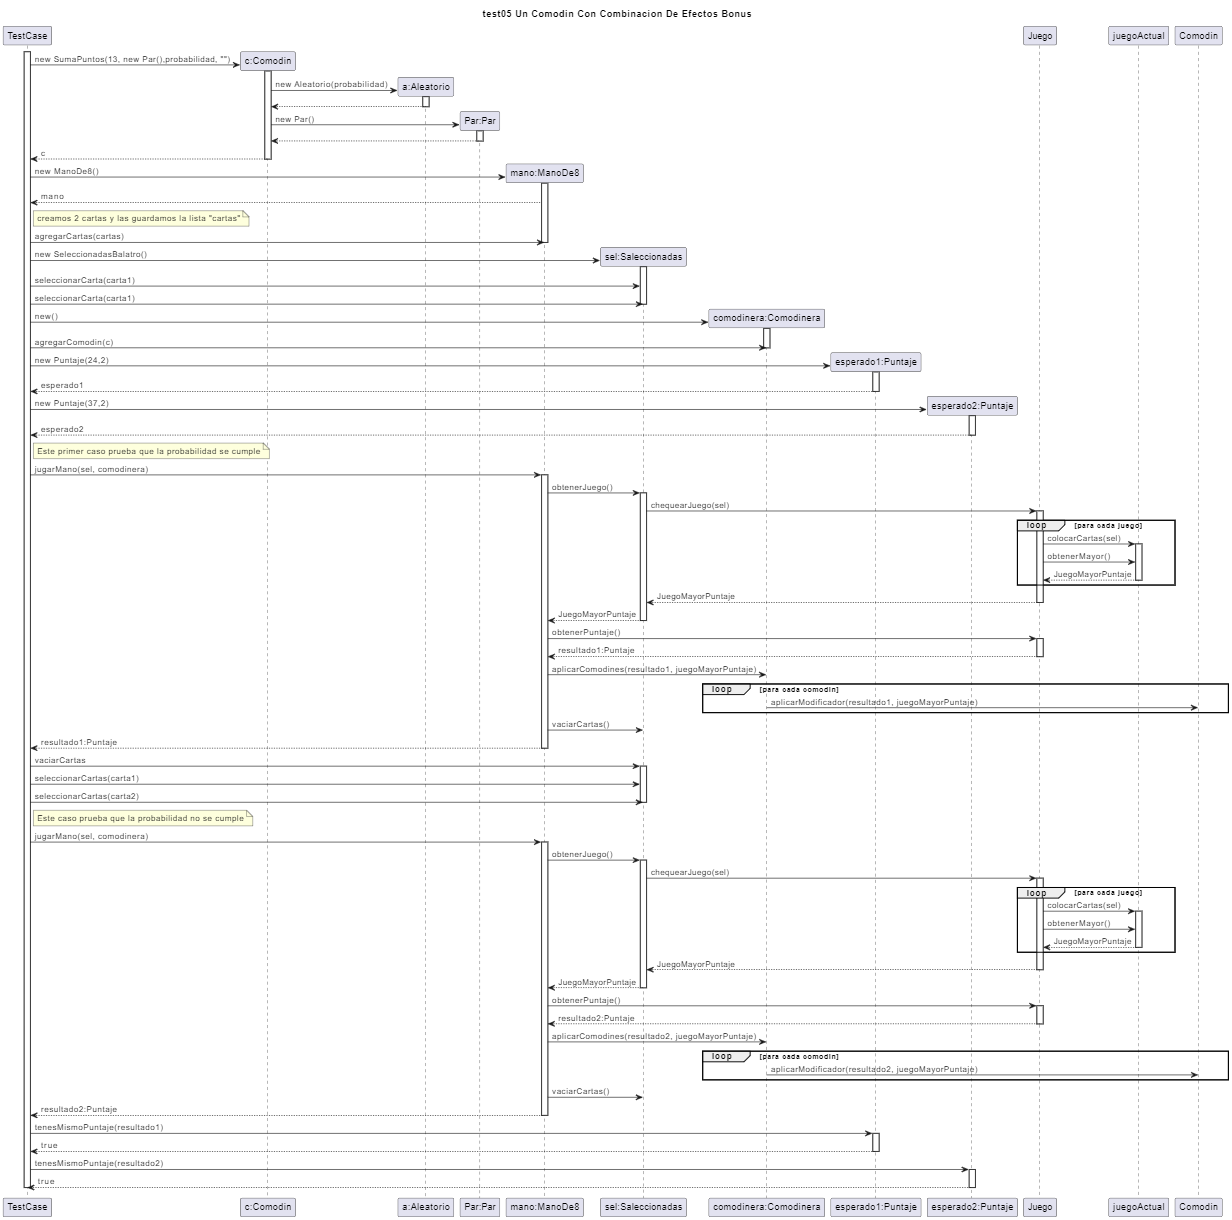 test05 Un Comodin Con Combinacion De Efectos Bonus
TestCase
Juego
juegoActual
Comodin
new SumaPuntos(13, new Par(),probabilidad, "")
c:Comodin
new Aleatorio(probabilidad)
a:Aleatorio
new Par()
Par:Par
c
new ManoDe8()
mano:ManoDe8
mano
creamos 2 cartas y las guardamos la lista "cartas"
agregarCartas(cartas)
new SeleccionadasBalatro()
sel:Saleccionadas
seleccionarCarta(carta1)
seleccionarCarta(carta1)
new()
comodinera:Comodinera
agregarComodin(c)
new Puntaje(24,2)
esperado1:Puntaje
esperado1
new Puntaje(37,2)
esperado2:Puntaje
esperado2
Este primer caso prueba que la probabilidad se cumple
jugarMano(sel, comodinera)
obtenerJuego()
chequearJuego(sel)
loop [para cada juego]
colocarCartas(sel)
obtenerMayor()
JuegoMayorPuntaje
JuegoMayorPuntaje
JuegoMayorPuntaje
obtenerPuntaje()
resultado1:Puntaje
aplicarComodines(resultado1, juegoMayorPuntaje)
loop [para cada comodin]
aplicarModificador(resultado1, juegoMayorPuntaje)
vaciarCartas()
resultado1:Puntaje
vaciarCartas
seleccionarCartas(carta1)
seleccionarCartas(carta2)
Este caso prueba que la probabilidad no se cumple
jugarMano(sel, comodinera)
obtenerJuego()
chequearJuego(sel)
loop [para cada juego]
colocarCartas(sel)
obtenerMayor()
JuegoMayorPuntaje
JuegoMayorPuntaje
JuegoMayorPuntaje
obtenerPuntaje()
resultado2:Puntaje
aplicarComodines(resultado2, juegoMayorPuntaje)
loop [para cada comodin]
aplicarModificador(resultado2, juegoMayorPuntaje)
vaciarCartas()
resultado2:Puntaje
tenesMismoPuntaje(resultado1)
true
tenesMismoPuntaje(resultado2)
true
TestCase
c:Comodin
a:Aleatorio
Par:Par
mano:ManoDe8
sel:Saleccionadas
comodinera:Comodinera
esperado1:Puntaje
esperado2:Puntaje
Juego
juegoActual
Comodin